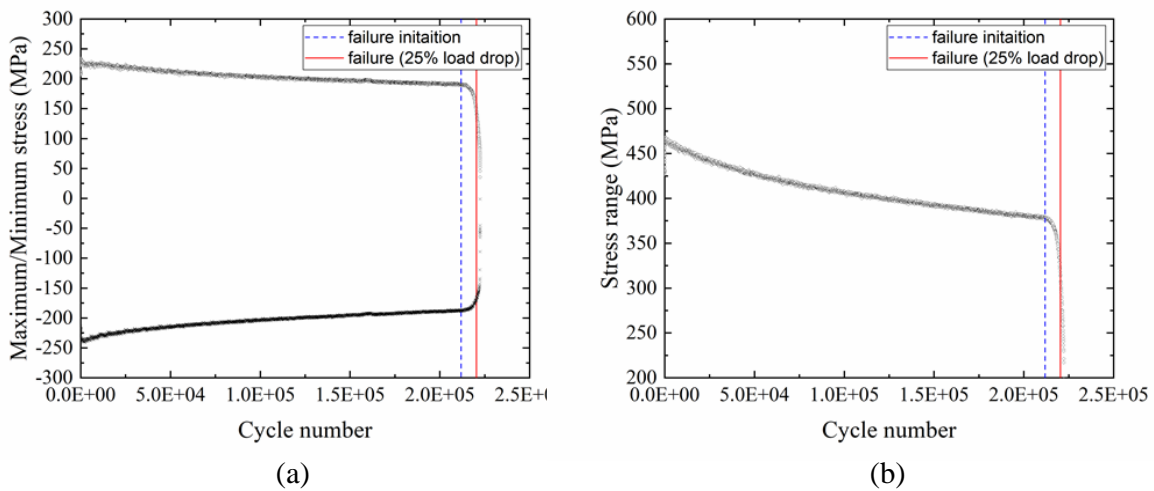 300
250
200
150
100
50
0
-50
-100
-150
-200
-250
-300
Maximum/Minimum stress (MPa)
failure initaition
failure (25% load drop)
0.0E+00 5.0E+04 1.0E+05 1.5E+05 2.0E+05 2.5E+0
Cycle number
(a)
600
550
500
450
400
350
300
250
200
Stress range (MPa)
failure initaition
failure (25% load drop)
0.0E+00 5.0E+04 1.0E+05 1.5E+05 2.0E+05 2.5E+05
Cycle number
(b)